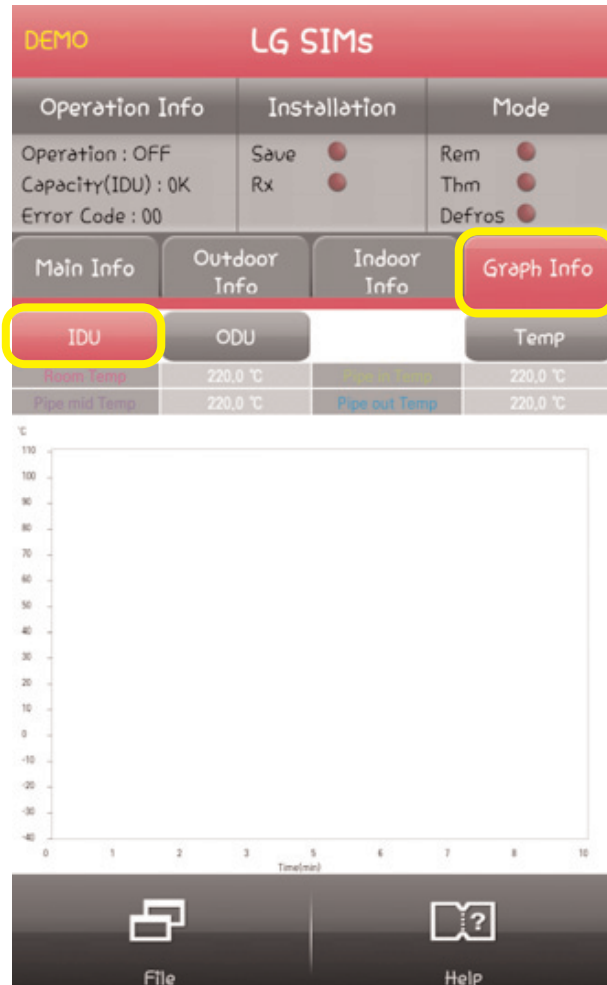 DEMO LG SIMs
Operation Info Installation Mode
Operation : OFF Save Rem
Capacity(IDU) : 0K Rx Thm
Error Code : 00 Defros
Main Info Outdoor Info Indoor Info Graph Info
IDU ODU Temp
Room Temp 220,0 °C Pipe in Temp 220,0 °C
Pipe mid Temp 220,0 °C Pipe out Temp 220,0 °C
°C
110
100
90
80
70
60
50
40
30
20
10
0
-10
-20
-30
-40
0 1 2 3 5 6 7 8 10
Time(min)
File Help